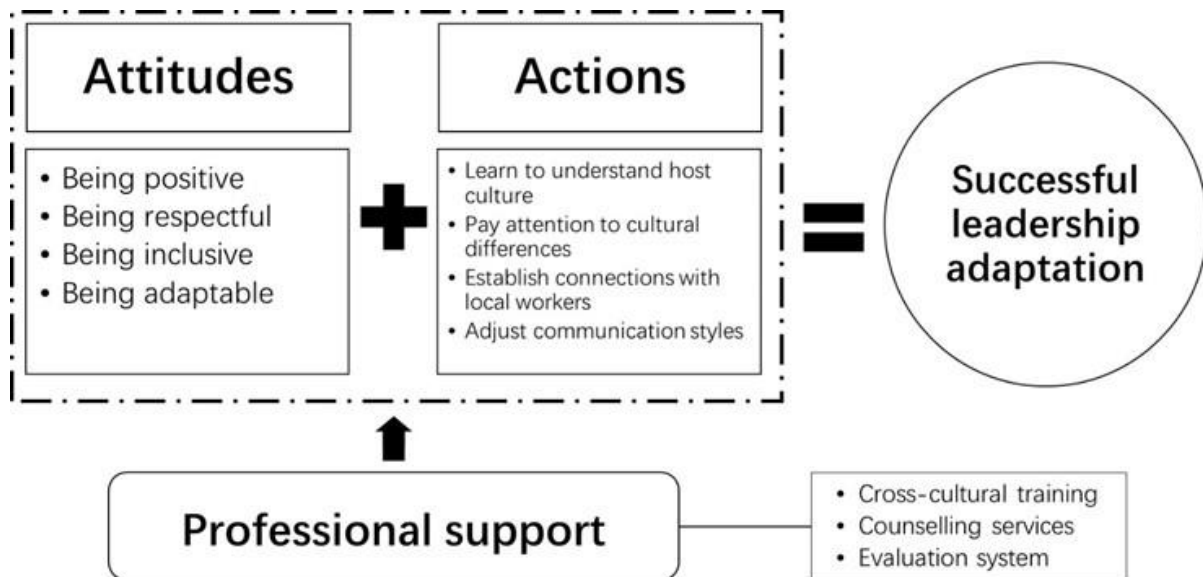 Attitudes
• Being positive
• Being respectful
• Being inclusive
• Being adaptable
Actions
• Learn to understand host
culture
• Pay attention to cultural
differences
• Establish connections with
local workers
• Adjust communication styles
Successful
leadership
adaptation
Professional support
• Cross-cultural training
• Counselling services
• Evaluation system